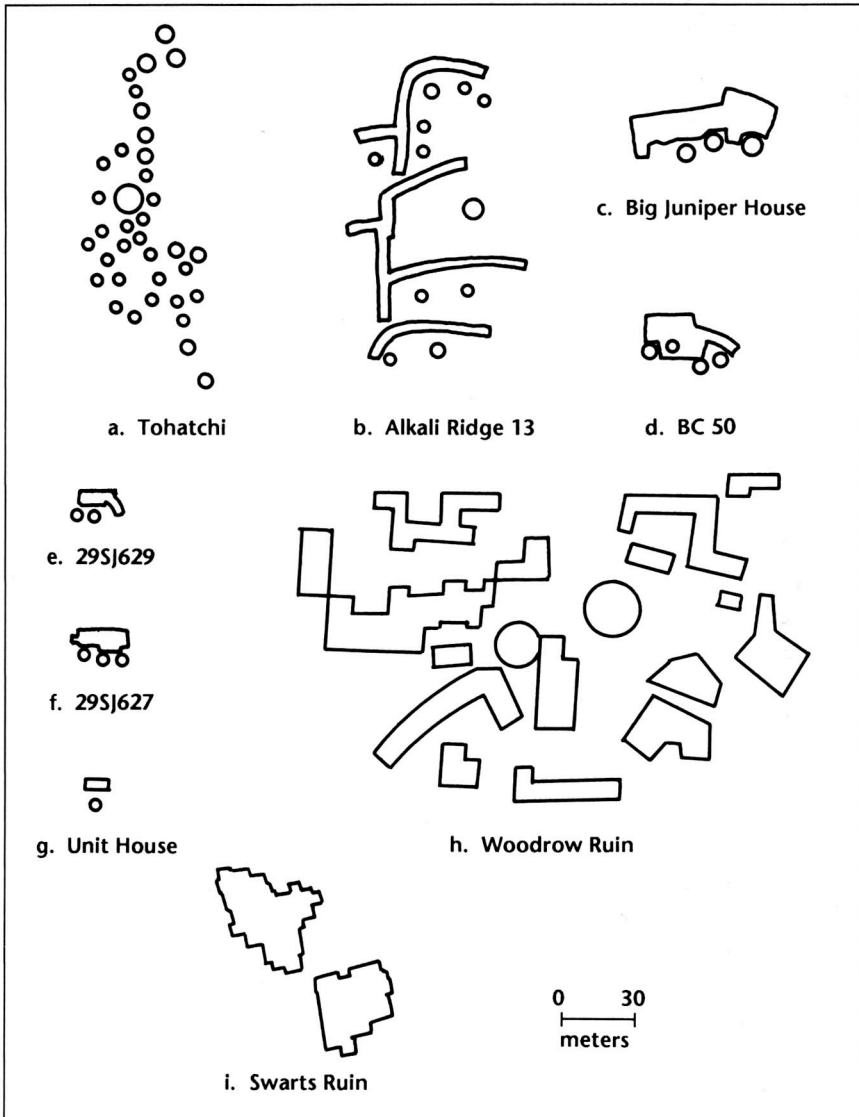 a. Tohatchi
b. Alkali Ridge 13
c. Big Juniper House
d. BC 50
e. 29SJ629
f. 29SJ627
g. Unit House
h. Woodrow Ruin
i. Swarts Ruin
0 30
meters